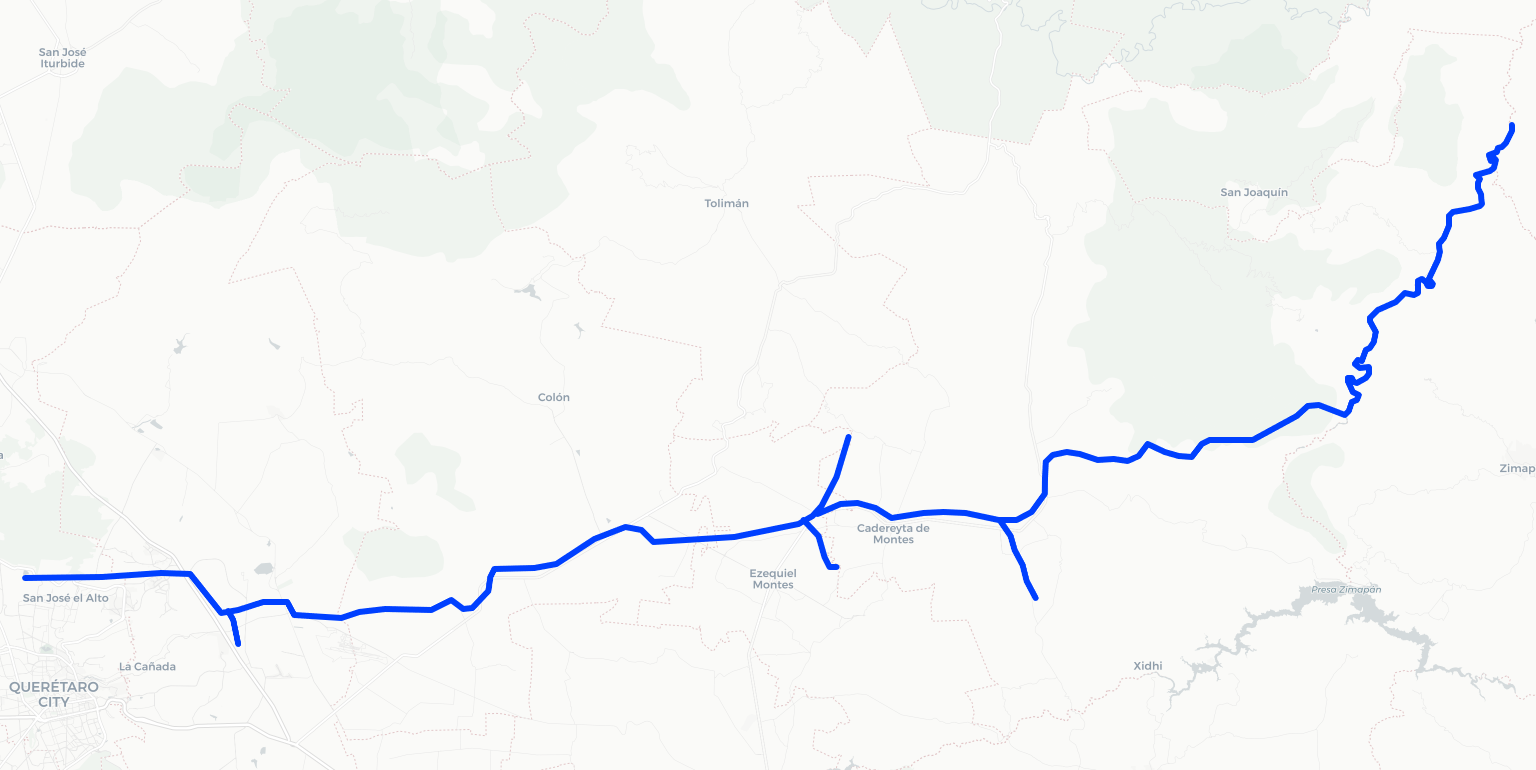 San José
Iturbide
San Joaquín
Tolimán
Colón
Zimap
Cadereyta de
Montes
Ezequiel
Montes
Presa Zimapán
San José el Alto
La Cañada
Xidhi
QUERÉTARO
CITY